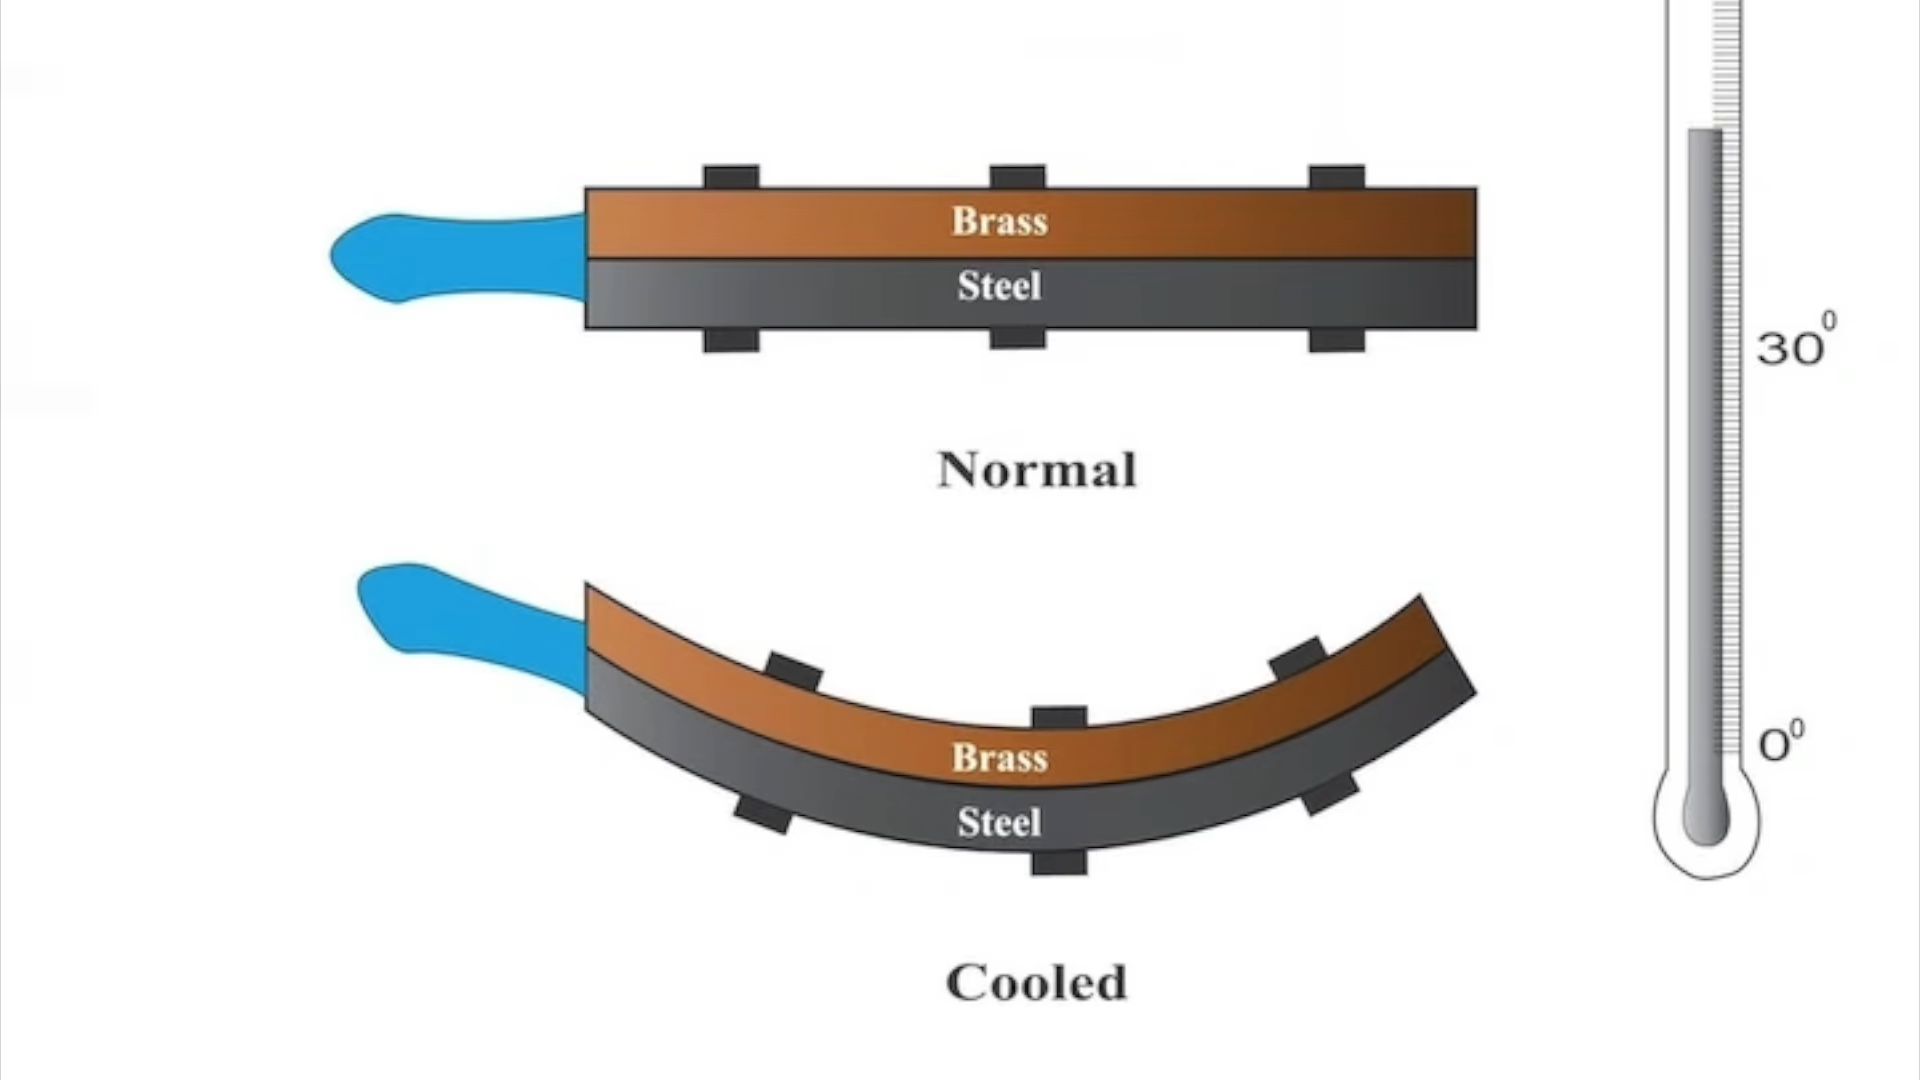 Brass
Steel
30⁰
Normal
0⁰
Brass
Steel
Cooled